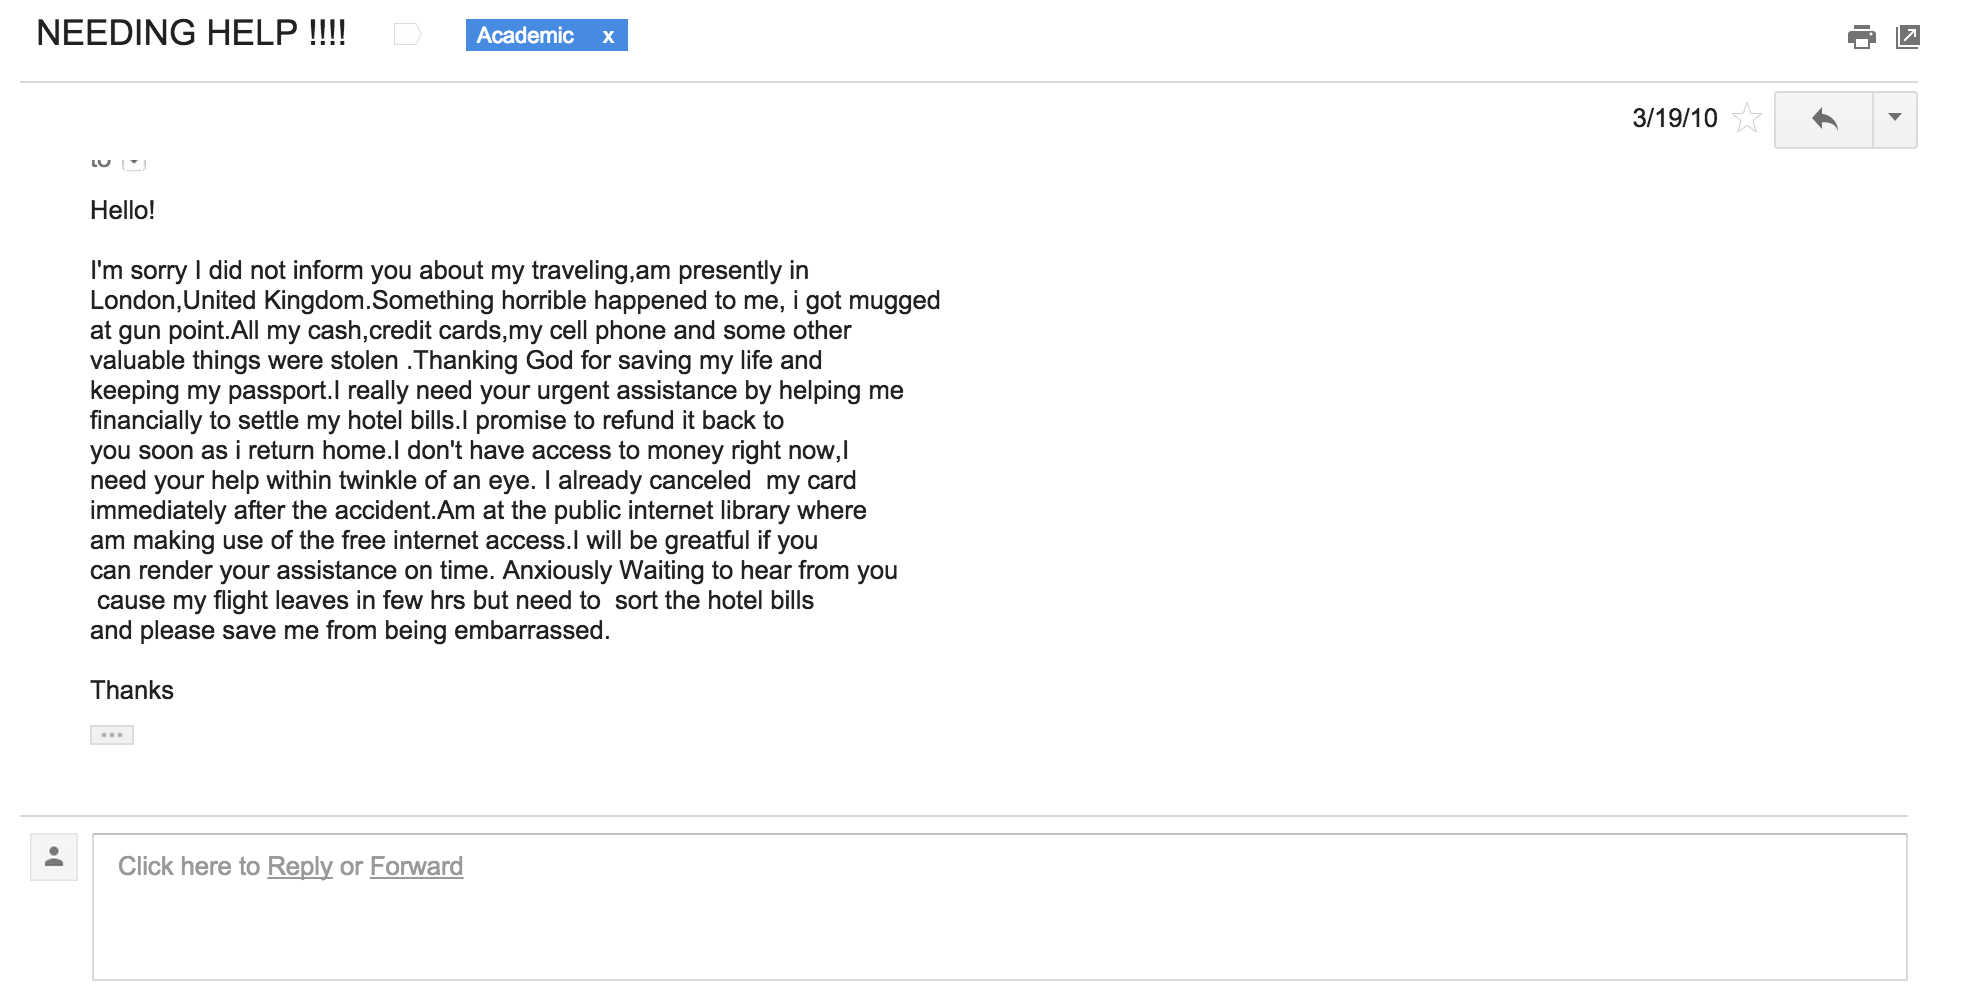 NEEDING HELP !!!!
Academic x
3/19/10
to
Hello!
I'm sorry I did not inform you about my traveling,am presently in
London,United Kingdom.Something horrible happened to me, i got mugged
at gun point.All my cash,credit cards,my cell phone and some other
valuable things were stolen .Thanking God for saving my life and
keeping my passport.I really need your urgent assistance by helping me
financially to settle my hotel bills.I promise to refund it back to
you soon as i return home.I don't have access to money right now,I
need your help within twinkle of an eye. I already canceled  my card
immediately after the accident.Am at the public internet library where
am making use of the free internet access.I will be greatful if you
can render your assistance on time. Anxiously Waiting to hear from you
 cause my flight leaves in few hrs but need to  sort the hotel bills
and please save me from being embarrassed.
Thanks
Click here to Reply or Forward